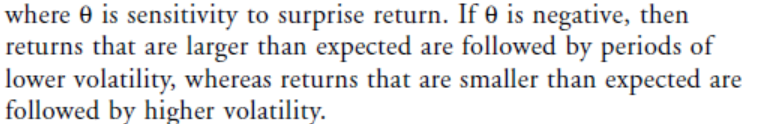 where θ is sensitivity to surprise return. If θ is negative, then
returns that are larger than expected are followed by periods of
lower volatility, whereas returns that are smaller than expected are
followed by higher volatility.